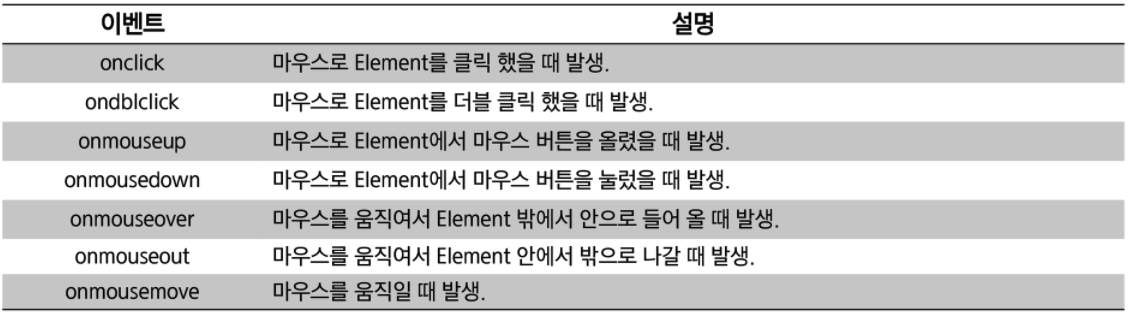 이벤트 설명
onclick 마우스로 Element를 클릭 했을 때 발생.
ondblclick 마우스로 Element를 더블 클릭 했을 때 발생.
onmouseup 마우스로 Element에서 마우스 버튼을 올렸을 때 발생.
onmousedown 마우스로 Element에서 마우스 버튼을 눌렀을 때 발생.
onmouseover 마우스를 움직여서 Element 밖에서 안으로 들어 올 때 발생.
onmouseout 마우스를 움직여서 Element 안에서 밖으로 나갈 때 발생.
onmousemove 마우스를 움직일 때 발생.